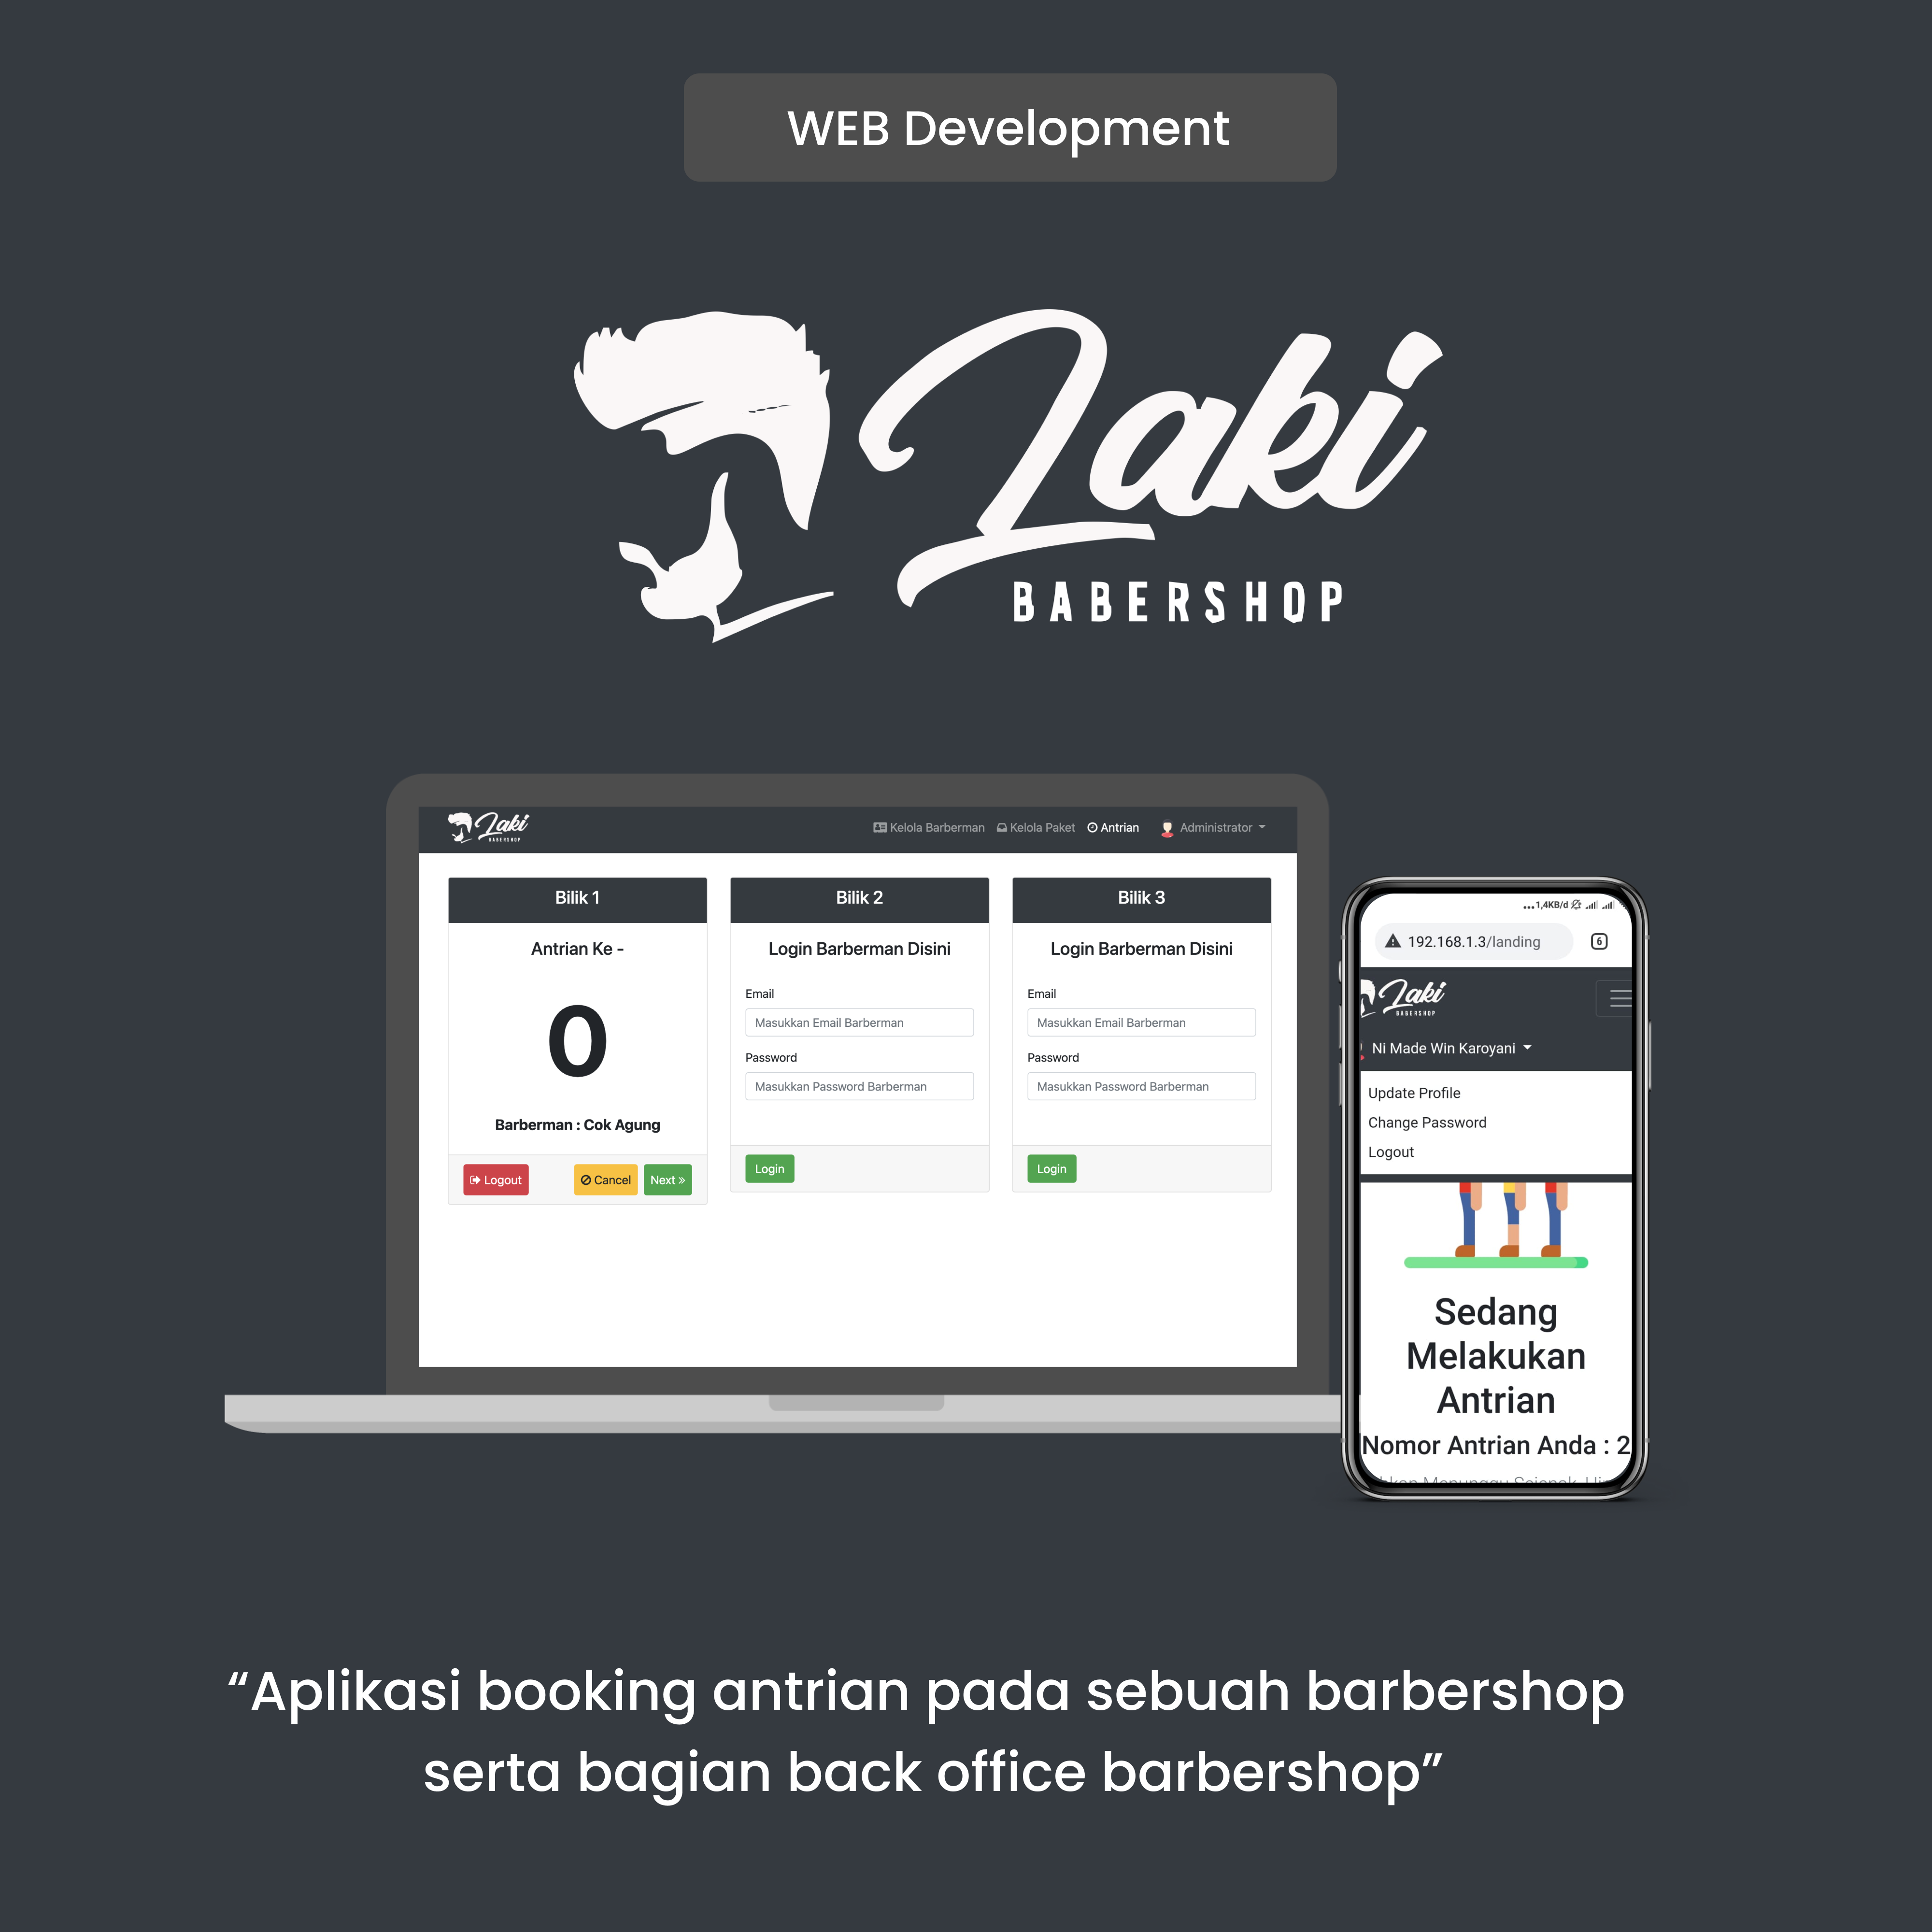 WEB Development
Laki
BABERSHOP
Laki
BABERSHOP
Kelola Barberman Kelola Paket Antrian Administrator
Bilik 1
Antrian Ke -
0
Barberman : Cok Agung
Logout Cancel Next »
Bilik 2
Login Barberman Disini
Email
Masukkan Email Barberman
Password
Masukkan Password Barberman
Login
Bilik 3
Login Barberman Disini
Email
Masukkan Email Barberman
Password
Masukkan Password Barberman
Login
...1,4KB/d
192.168.1.3/landing 6
Laki
BABERSHOP
Ni Made Win Karoyani
Update Profile
Change Password
Logout
Sedang
Melakukan
Antrian
Nomor Antrian Anda : 2
Menunggu Sejenak
“Aplikasi booking antrian pada sebuah barbershop
serta bagian back office barbershop”